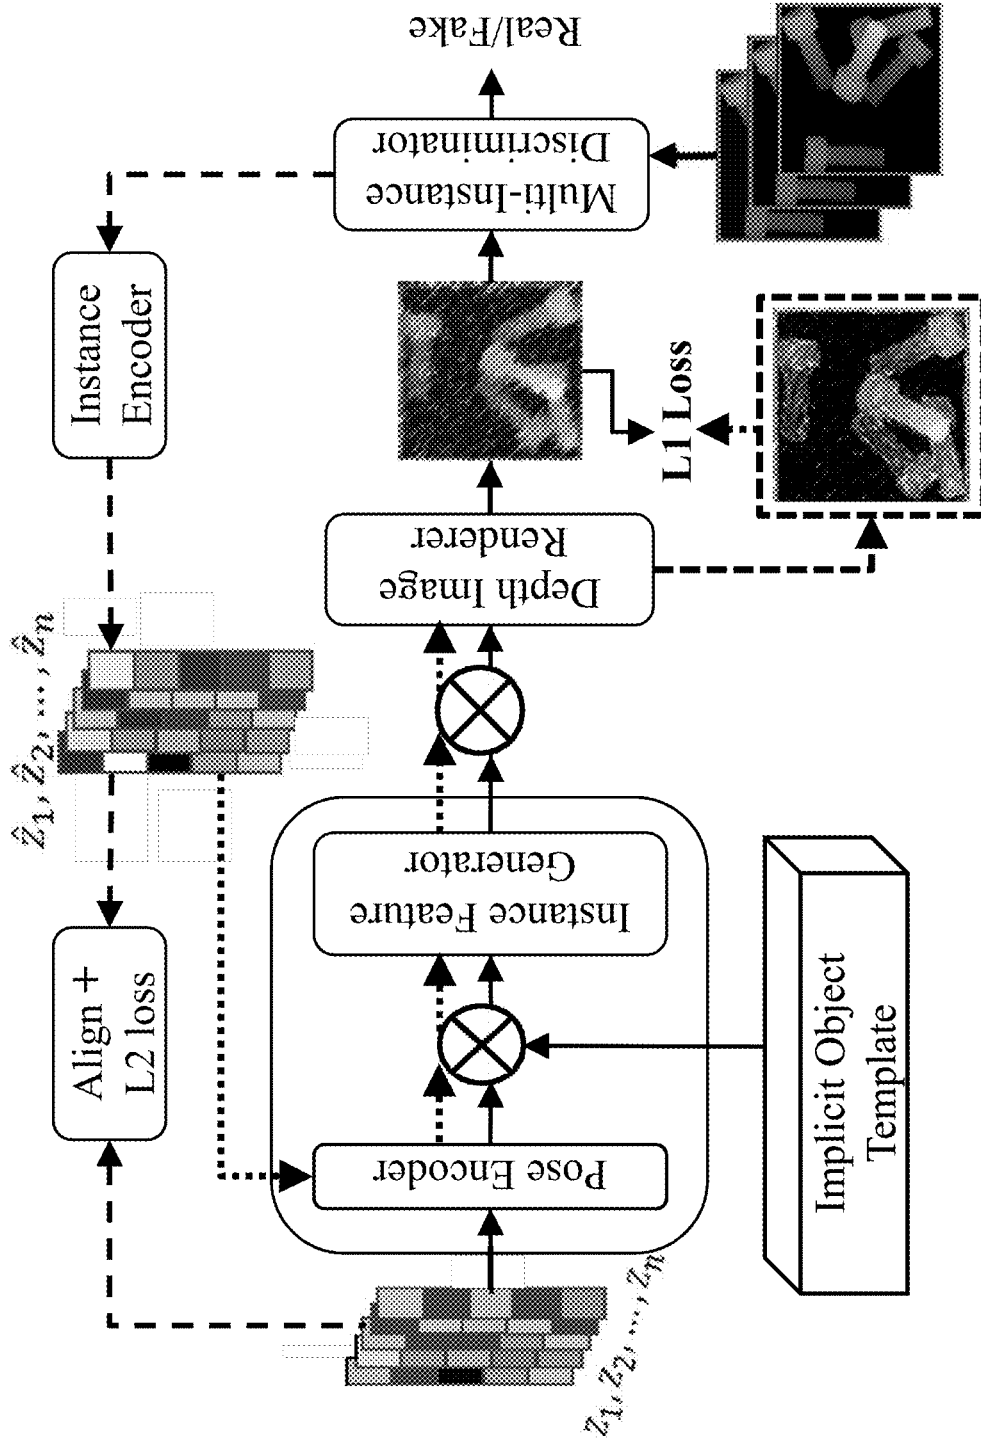 Align +
L2 loss
ẑ₁, ẑ₂, ..., ẑₙ
Instance
Encoder
z₁, z₂, ..., zₙ
Pose Encoder
Instance Feature
Generator
Depth Image
Renderer
Multi-Instance
Discriminator
Real/Fake
L1 Loss
Implicit Object
Template